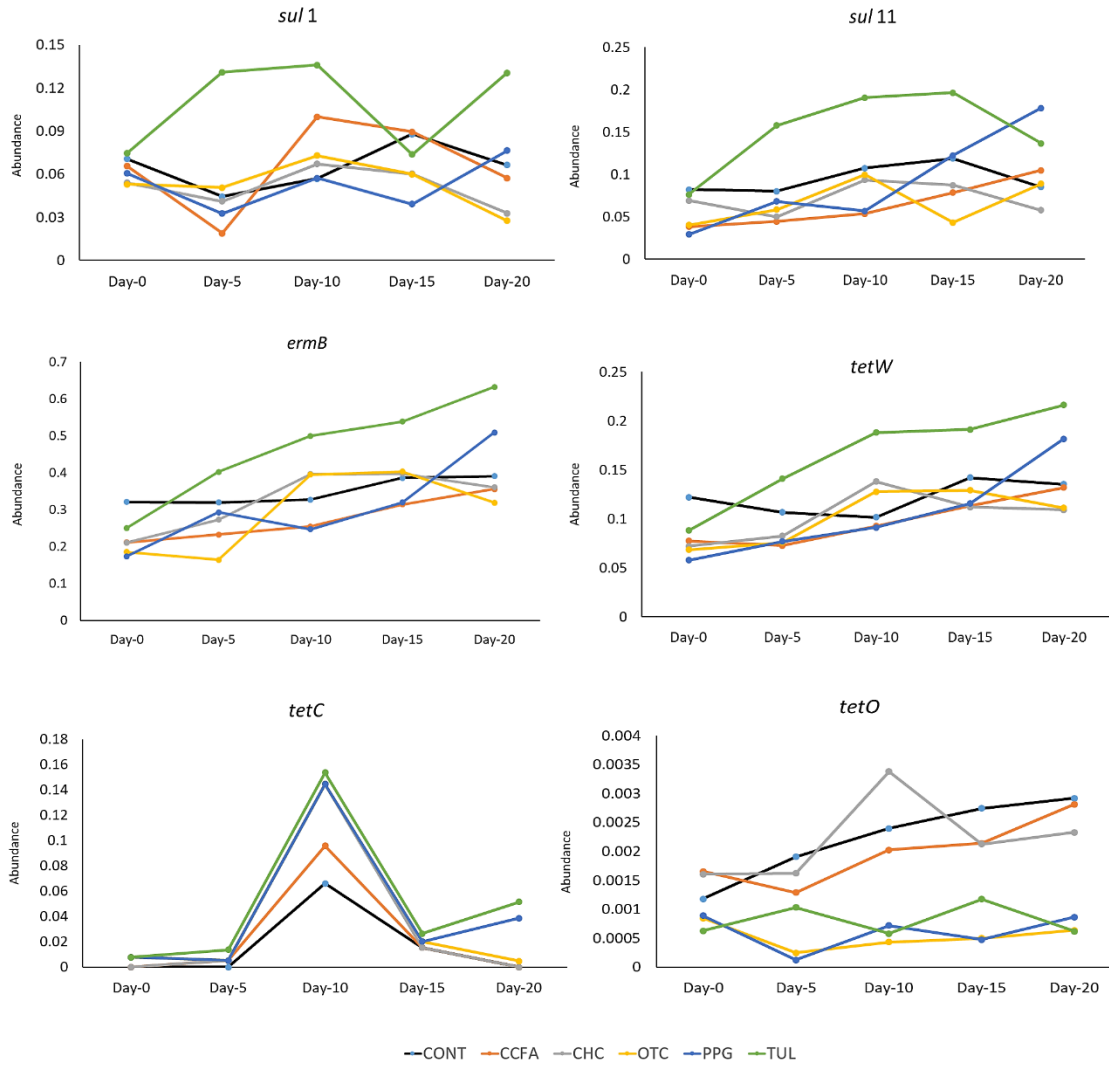 sul 1
0.15
0.12
0.09
0.06
0.03
0
Abundance
Day-0 Day-5 Day-10 Day-15 Day-20
sul 11
0.25
0.2
0.15
0.1
0.05
0
Abundance
Day-0 Day-5 Day-10 Day-15 Day-20
ermB
0.7
0.6
0.5
0.4
0.3
0.2
0.1
0
Abundance
Day-0 Day-5 Day-10 Day-15 Day-20
tetW
0.25
0.2
0.15
0.1
0.05
0
Abundance
Day-0 Day-5 Day-10 Day-15 Day-20
tetC
0.18
0.16
0.14
0.12
0.1
0.08
0.06
0.04
0.02
0
Abundance
Day-0 Day-5 Day-10 Day-15 Day-20
tetO
0.004
0.0035
0.003
0.0025
0.002
0.0015
0.001
0.0005
0
Abundance
Day-0 Day-5 Day-10 Day-15 Day-20
CONT CCFA CHC OTC PPG TUL